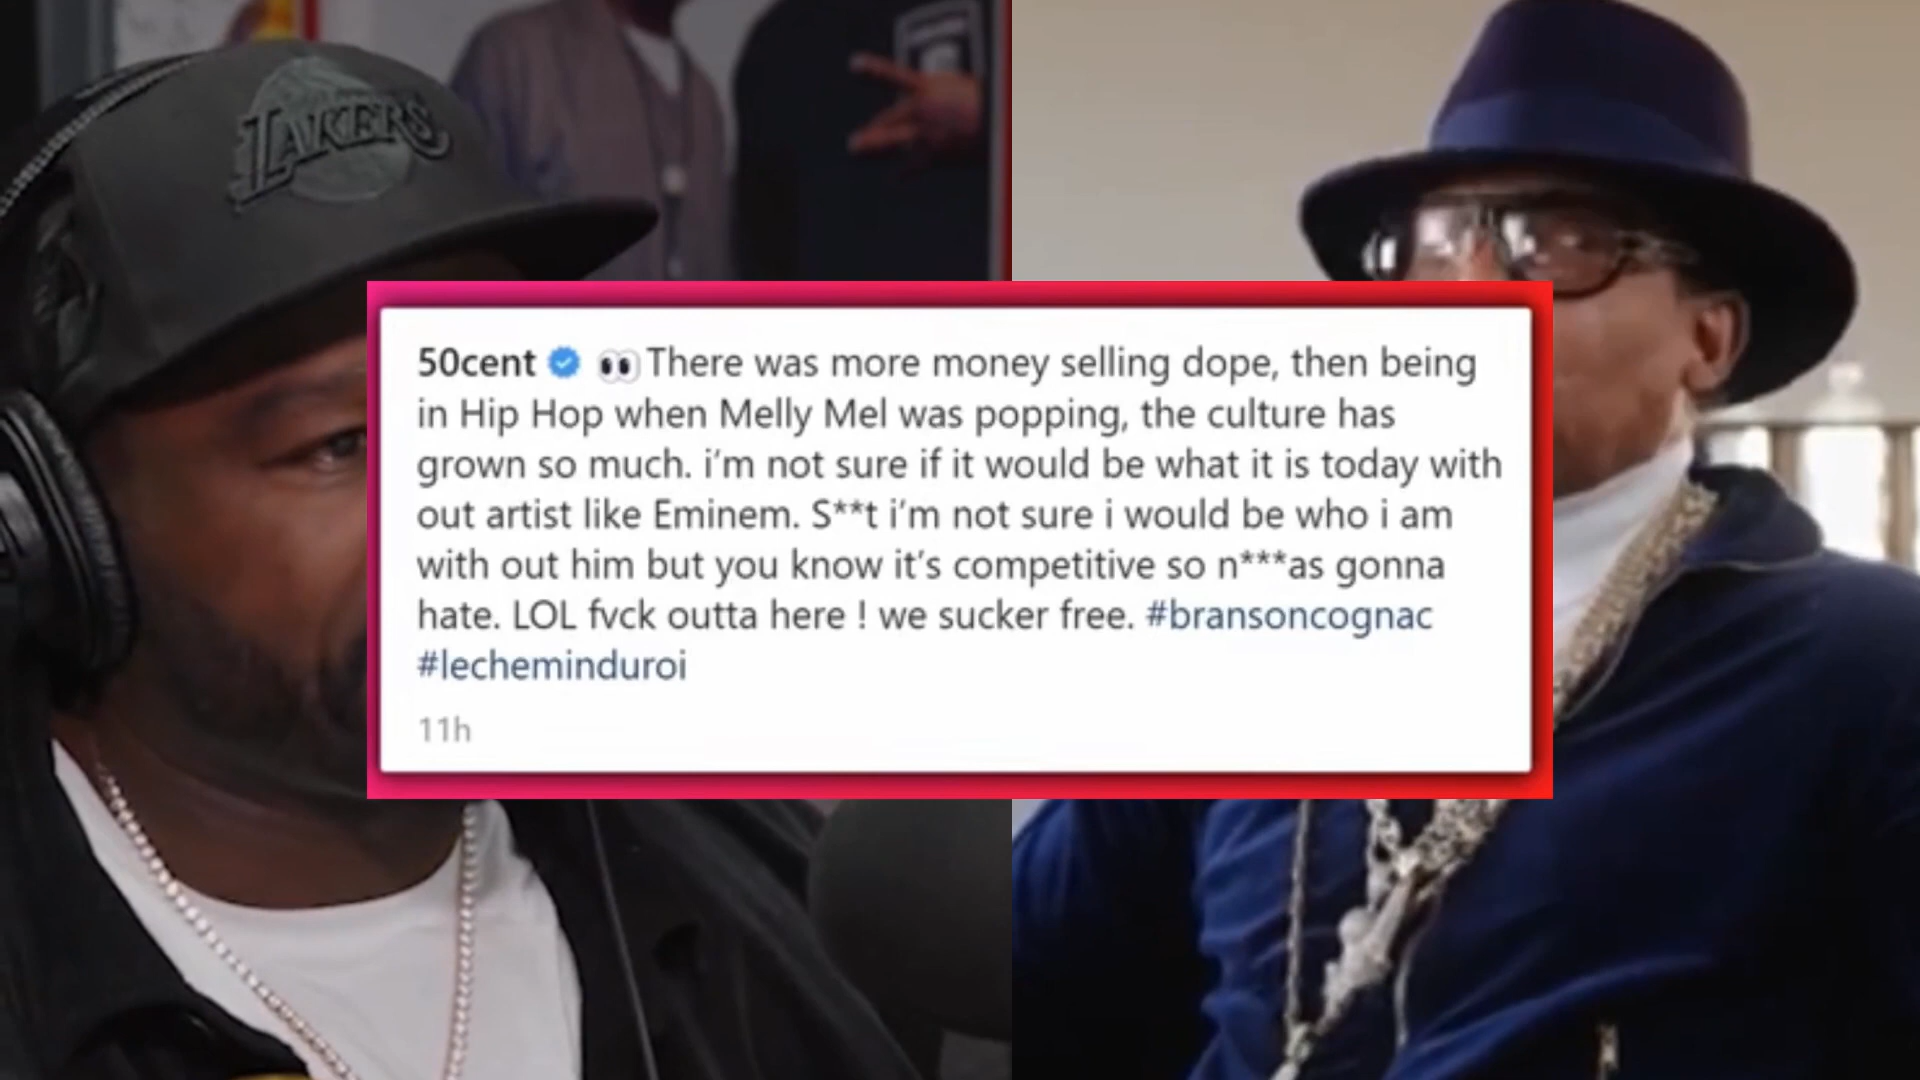 LAKERS
50cent 👀There was more money selling dope, then being
in Hip Hop when Melly Mel was popping, the culture has
grown so much. i'm not sure if it would be what it is today with
out artist like Eminem. S**t i'm not sure i would be who i am
with out him but you know it's competitive so n***as gonna
hate. LOL fvck outta here ! we sucker free. #bransoncognac
#lecheminduroi
11h